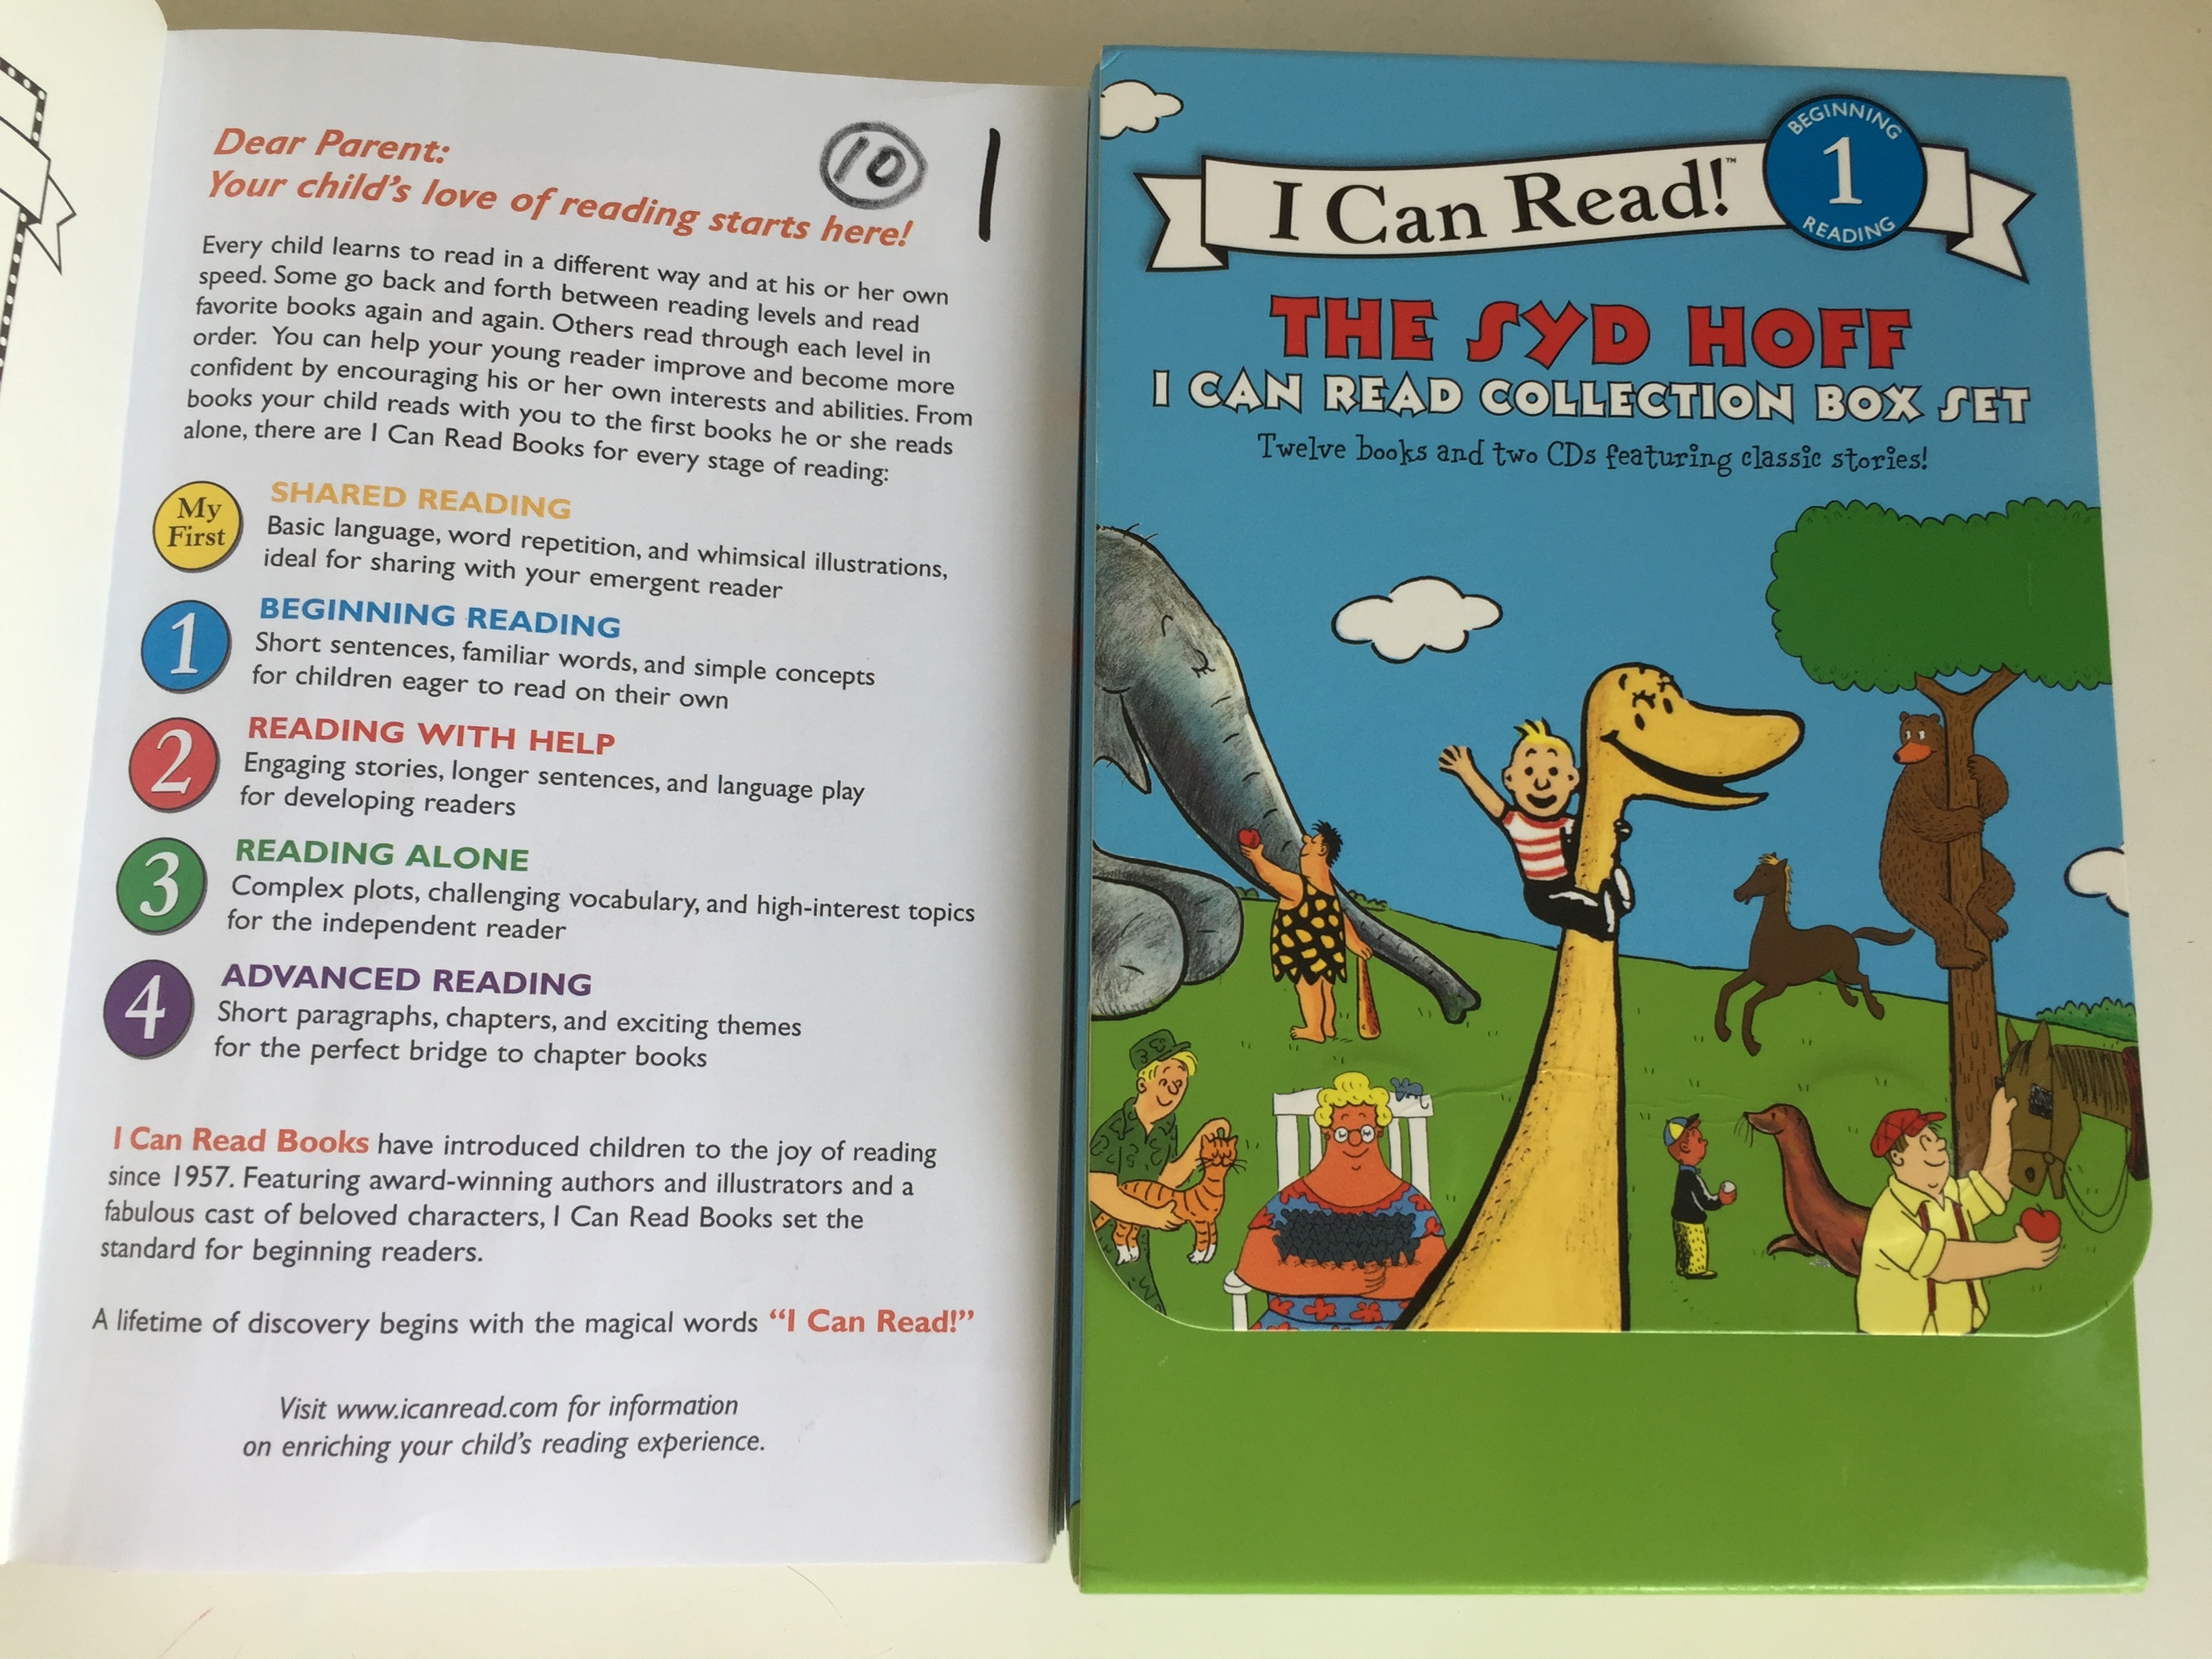 Dear Parent:
Your child's love of reading starts here!
10
1
Every child learns to read in a different way and at his or her own
speed. Some go back and forth between reading levels and read
favorite books again and again. Others read through each level in
order. You can help your young reader improve and become more
confident by encouraging his or her own interests and abilities. From
books your child reads with you to the first books he or she reads
alone, there are I Can Read Books for every stage of reading:
My
First
SHARED READING
Basic language, word repetition, and whimsical illustrations,
ideal for sharing with your emergent reader
1
BEGINNING READING
Short sentences, familiar words, and simple concepts
for children eager to read on their own
2
READING WITH HELP
Engaging stories, longer sentences, and language play
for developing readers
3
READING ALONE
Complex plots, challenging vocabulary, and high-interest topics
for the independent reader
4
ADVANCED READING
Short paragraphs, chapters, and exciting themes
for the perfect bridge to chapter books
I Can Read Books have introduced children to the joy of reading
since 1957. Featuring award-winning authors and illustrators and a
fabulous cast of beloved characters, I Can Read Books set the
standard for beginning readers.
A lifetime of discovery begins with the magical words "I Can Read!"
Visit www.icanread.com for information
on enriching your child's reading experience.
I Can Read!™
BEGINNING
1
READING
THE SYD HOFF
I CAN READ COLLECTION BOX SET
Twelve books and two CDs featuring classic stories!